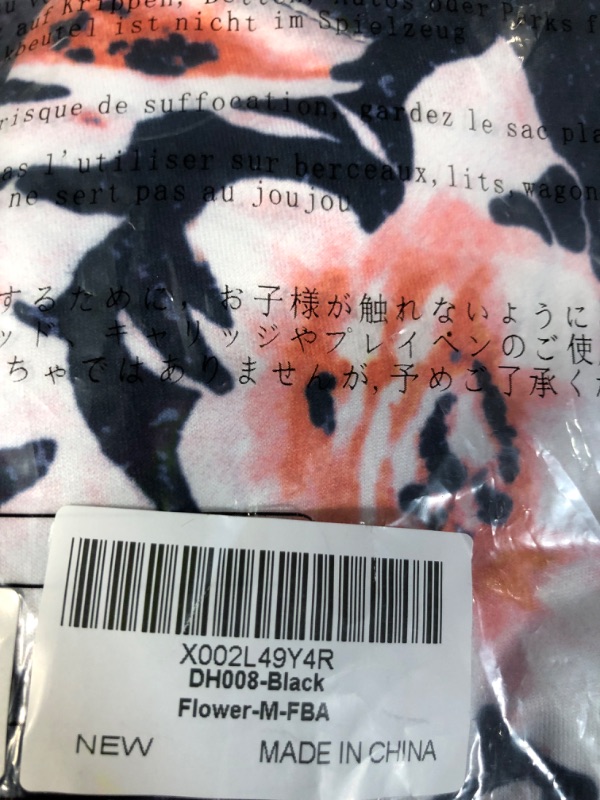 auf Krippen, Betten, Autos oder Parks f
kbeutel ist nicht im Spielzeug
risque de suffocation, gardez le sac pla
as l'utiliser sur berceaux,lits,wagon
ne sert pas au joujou
するために, お子様が触れないように
ッド、キャリッジやプレイペンのご使
ちゃではありませんが,予めご了承くだ
X002L49Y4R
DH008-Black
Flower-M-FBA
NEW MADE IN CHINA